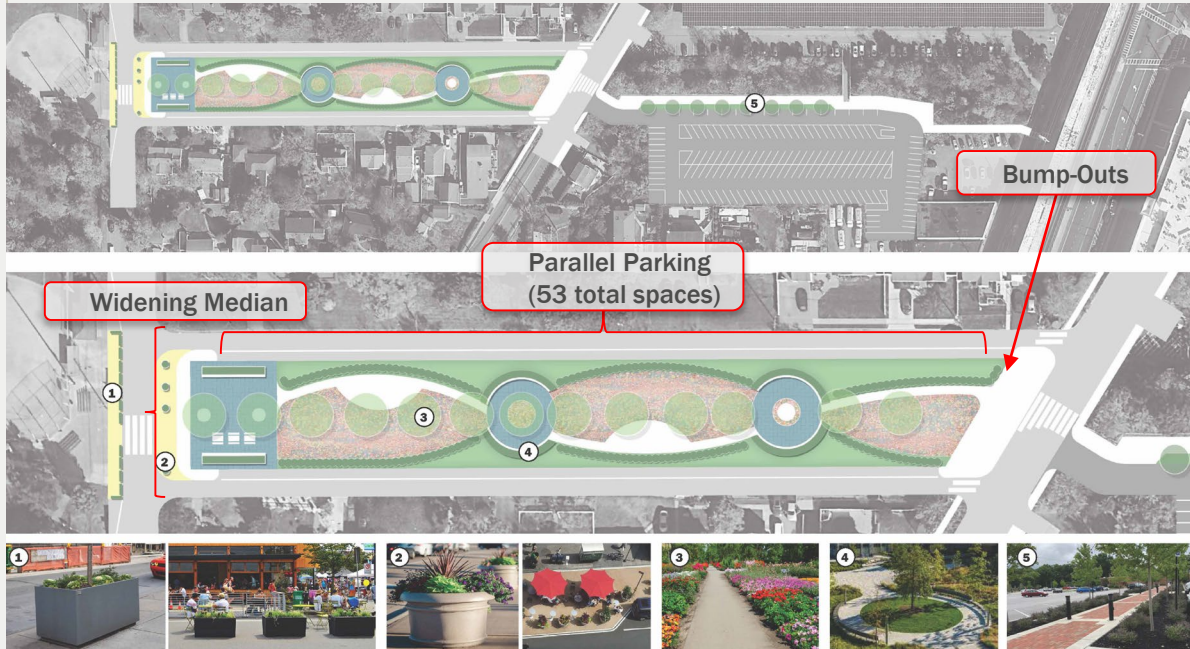 5
Bump-Outs
Parallel Parking
(53 total spaces)
Widening Median
1
2
3
4
1
2
3
4
5